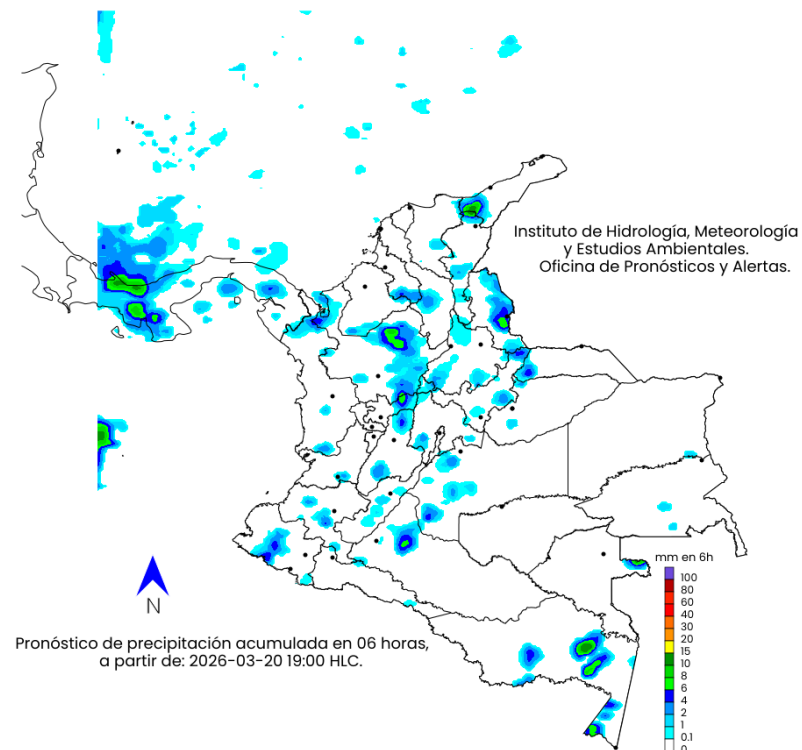 Instituto de Hidrología, Meteorología
y Estudios Ambientales.
Oficina de Pronósticos y Alertas.
N
Pronóstico de precipitación acumulada en 06 horas,
a partir de: 2026-03-20 19:00 HLC.
mm en 6h
100
80
60
40
30
20
15
10
8
6
4
2
1
0.1
0